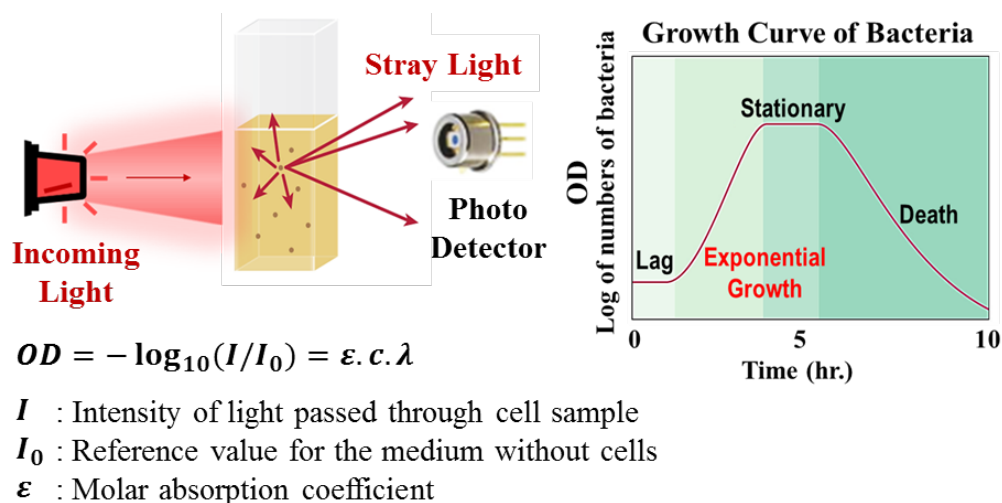 Stray Light
Photo
Detector
Incoming
Light
Growth Curve of Bacteria
OD
Log of numbers of bacteria
Stationary
Lag
Exponential
Growth
Death
0
5
10
Time (hr.)
OD = − log₁₀(I/I₀) = ε.c.λ
I : Intensity of light passed through cell sample
I₀ : Reference value for the medium without cells
ε : Molar absorption coefficient